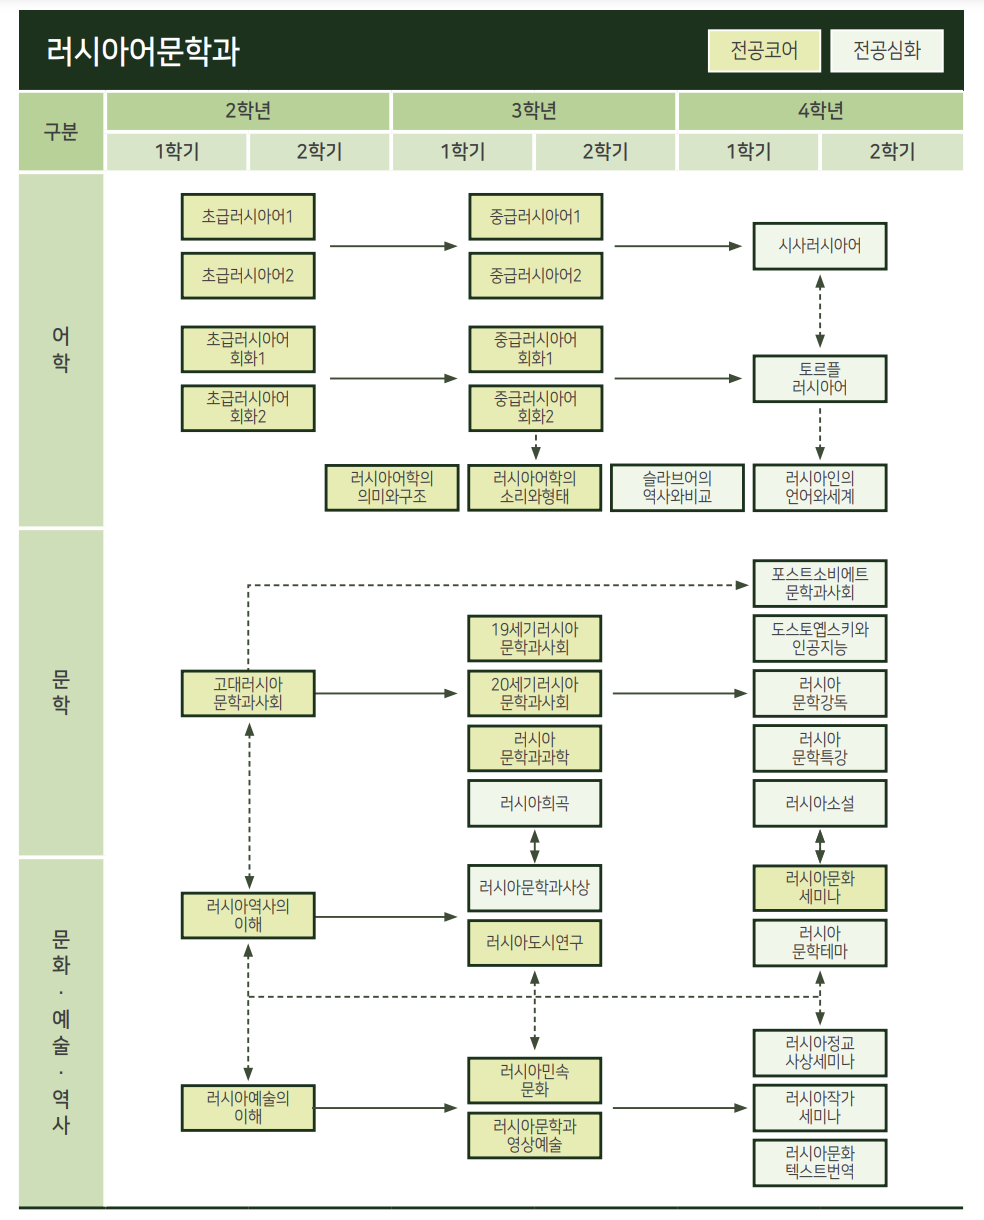 러시아어문학과
전공코어
전공심화
구분
2학년
3학년
4학년
1학기
2학기
1학기
2학기
1학기
2학기
어
학
초급러시아어1
초급러시아어2
중급러시아어1
중급러시아어2
시사러시아어
초급러시아어
회화1
초급러시아어
회화2
중급러시아어
회화1
중급러시아어
회화2
토르플
러시아어
러시아어학의
의미와구조
러시아어학의
소리와형태
슬라브어의
역사와비교
러시아인의
언어와세계
문
학
고대러시아
문학과사회
19세기러시아
문학과사회
20세기러시아
문학과사회
러시아
문학과과학
러시아희곡
포스트소비에트
문학과사회
도스토옙스키와
인공지능
러시아
문학강독
러시아
문학특강
러시아소설
문
화
·
예
술
·
역
사
러시아역사의
이해
러시아문학과사상
러시아도시연구
러시아문화
세미나
러시아
문학테마
러시아예술의
이해
러시아민속
문화
러시아문학과
영상예술
러시아정교
사상세미나
러시아작가
세미나
러시아문화
텍스트번역